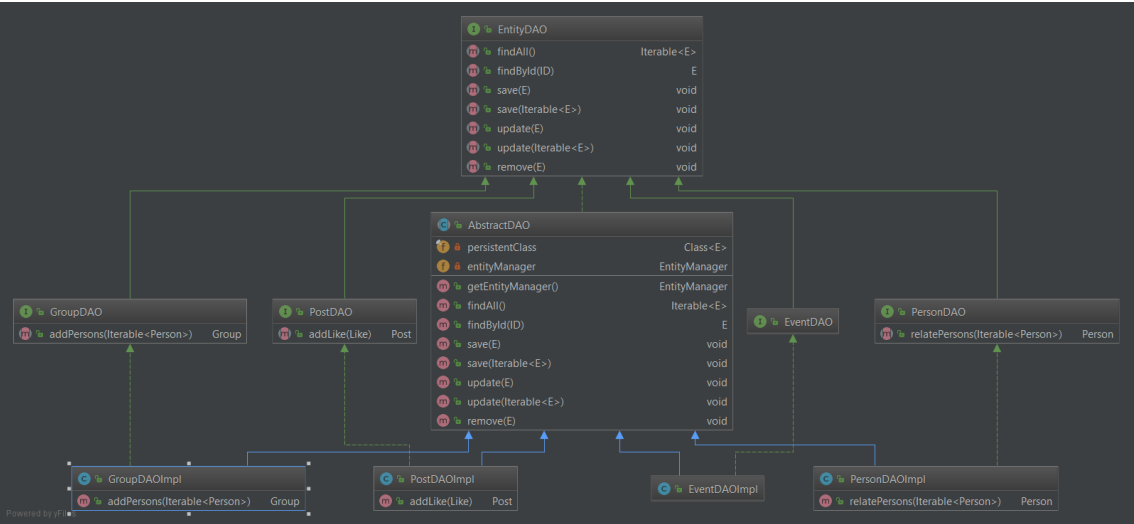 EntityDAO
findAll() Iterable<E>
findById(ID) E
save(E) void
save(Iterable<E>) void
update(E) void
update(Iterable<E>) void
remove(E) void
AbstractDAO
persistentClass Class<E>
entityManager EntityManager
getEntityManager() EntityManager
findAll() Iterable<E>
findById(ID) E
save(E) void
save(Iterable<E>) void
update(E) void
update(Iterable<E>) void
remove(E) void
GroupDAO
addPersons(Iterable<Person>) Group
PostDAO
addLike(Like) Post
EventDAO
PersonDAO
relatePersons(Iterable<Person>) Person
GroupDAOImpl
addPersons(Iterable<Person>) Group
PostDAOImpl
addLike(Like) Post
EventDAOImpl
PersonDAOImpl
relatePersons(Iterable<Person>) Person
Powered by yFiles